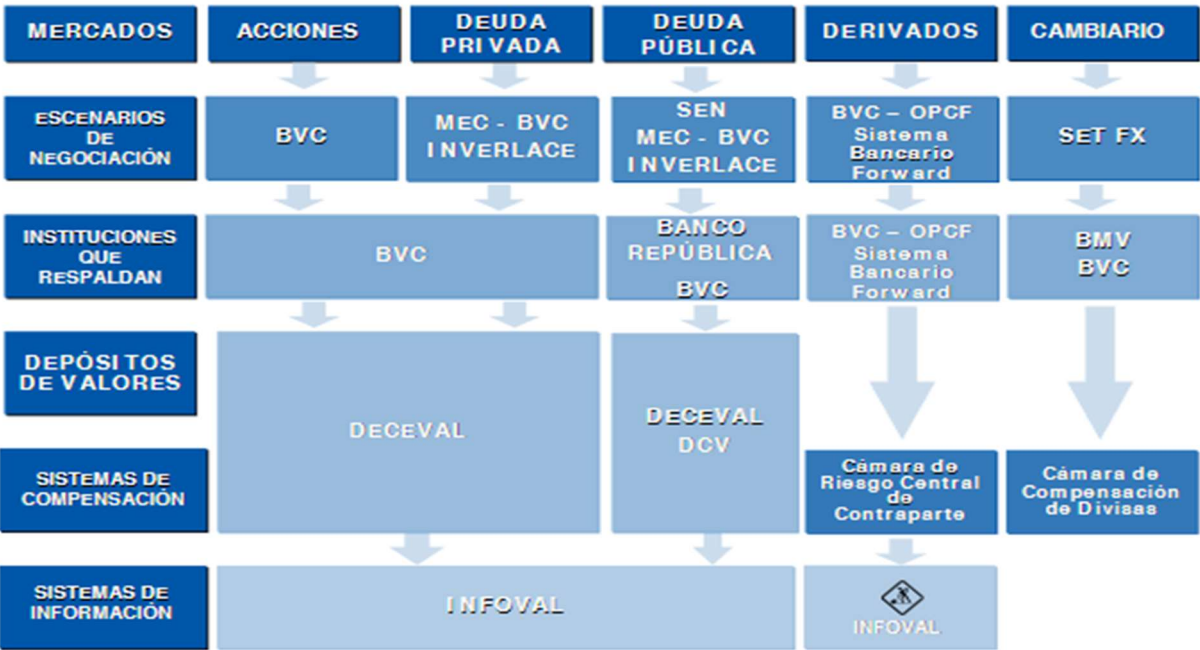 MERCADOS
ACCIONES
DEUDA
PRIVADA
DEUDA
PÚBLICA
DERIVADOS
CAMBIARIO
ESCENARIOS
DE
NEGOCIACIÓN
BVC
MEC - BVC
INVERLACE
SEN
MEC - BVC
INVERLACE
BVC – OPCF
Sistema
Bancario
Forward
SET FX
INSTITUCIONES
QUE
RESPALDAN
BVC
BANCO
REPÚBLICA
BVC
BVC – OPCF
Sistema
Bancario
Forward
BMV
BVC
DEPÓSITOS
DE VALORES
DECEVAL
DECEVAL
DCV
SISTEMAS DE
COMPENSACIÓN
Cámara de
Riesgo Central
de
Contraparte
Cámara de
Compensación
de Divisas
SISTEMAS DE
INFORMACIÓN
INFOVAL
INFOVAL